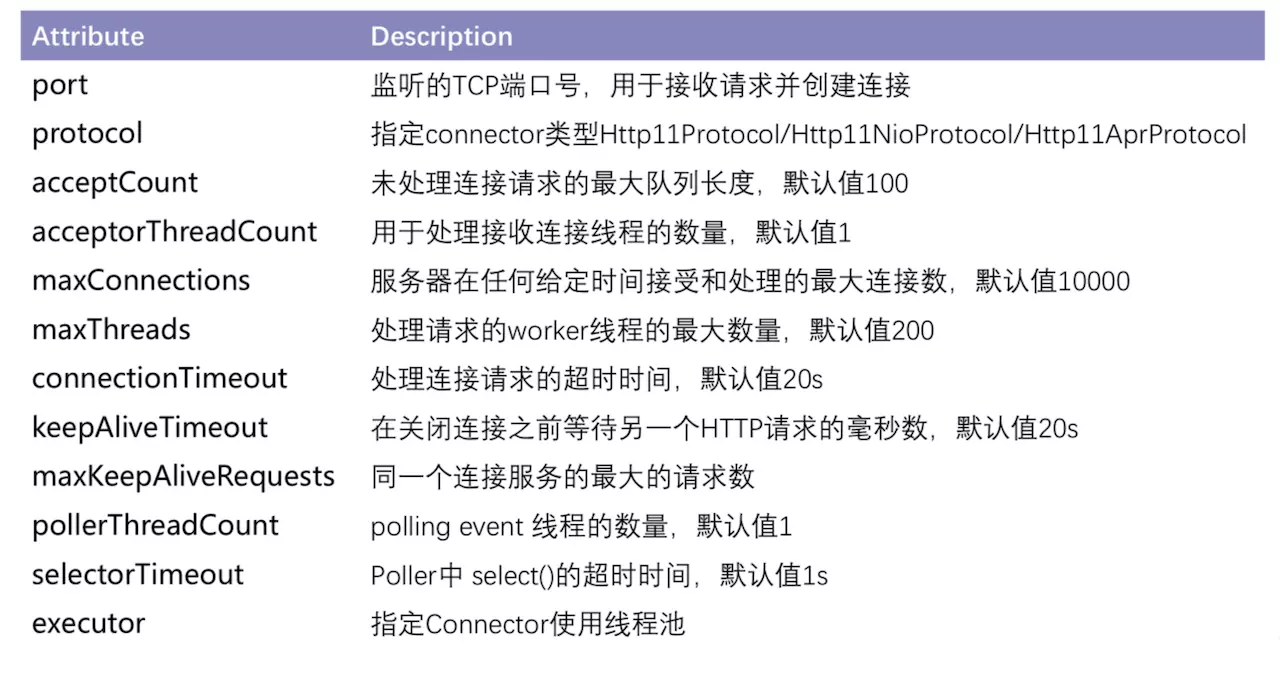 Attribute Description
port 监听的TCP端口号，用于接收请求并创建连接
protocol 指定connector类型Http11Protocol/Http11NioProtocol/Http11AprProtocol
acceptCount 未处理连接请求的最大队列长度，默认值100
acceptorThreadCount 用于处理接收连接线程的数量，默认值1
maxConnections 服务器在任何给定时间接受和处理的最大连接数，默认值10000
maxThreads 处理请求的worker线程的最大数量，默认值200
connectionTimeout 处理连接请求的超时时间，默认值20s
keepAliveTimeout 在关闭连接之前等待另一个HTTP请求的毫秒数，默认值20s
maxKeepAliveRequests 同一个连接服务的最大的请求数
pollerThreadCount polling event 线程的数量，默认值1
selectorTimeout Poller中 select()的超时时间，默认值1s
executor 指定Connector使用线程池